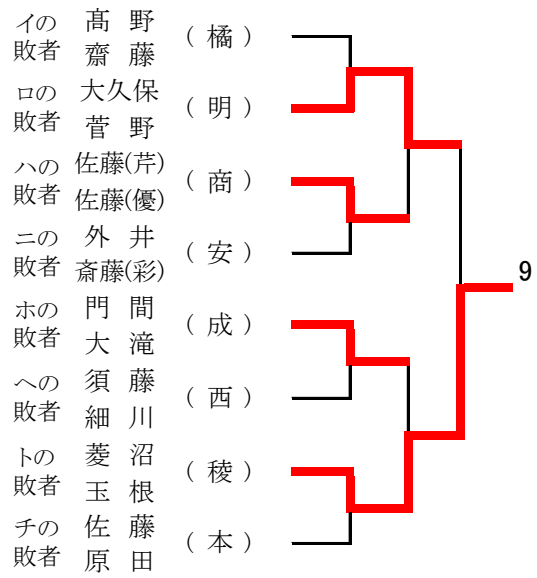 イの 髙野
敗者 齋藤 (橘)
ロの 大久保
敗者 菅野 (明)
ハの 佐藤(芹)
敗者 佐藤(優) (商)
ニの 外井
敗者 斎藤(彩) (安)
9
ホの 門間
敗者 大滝 (成)
への 須藤
敗者 細川 (西)
トの 菱沼
敗者 玉根 (稜)
チの 佐藤
敗者 原田 (本)